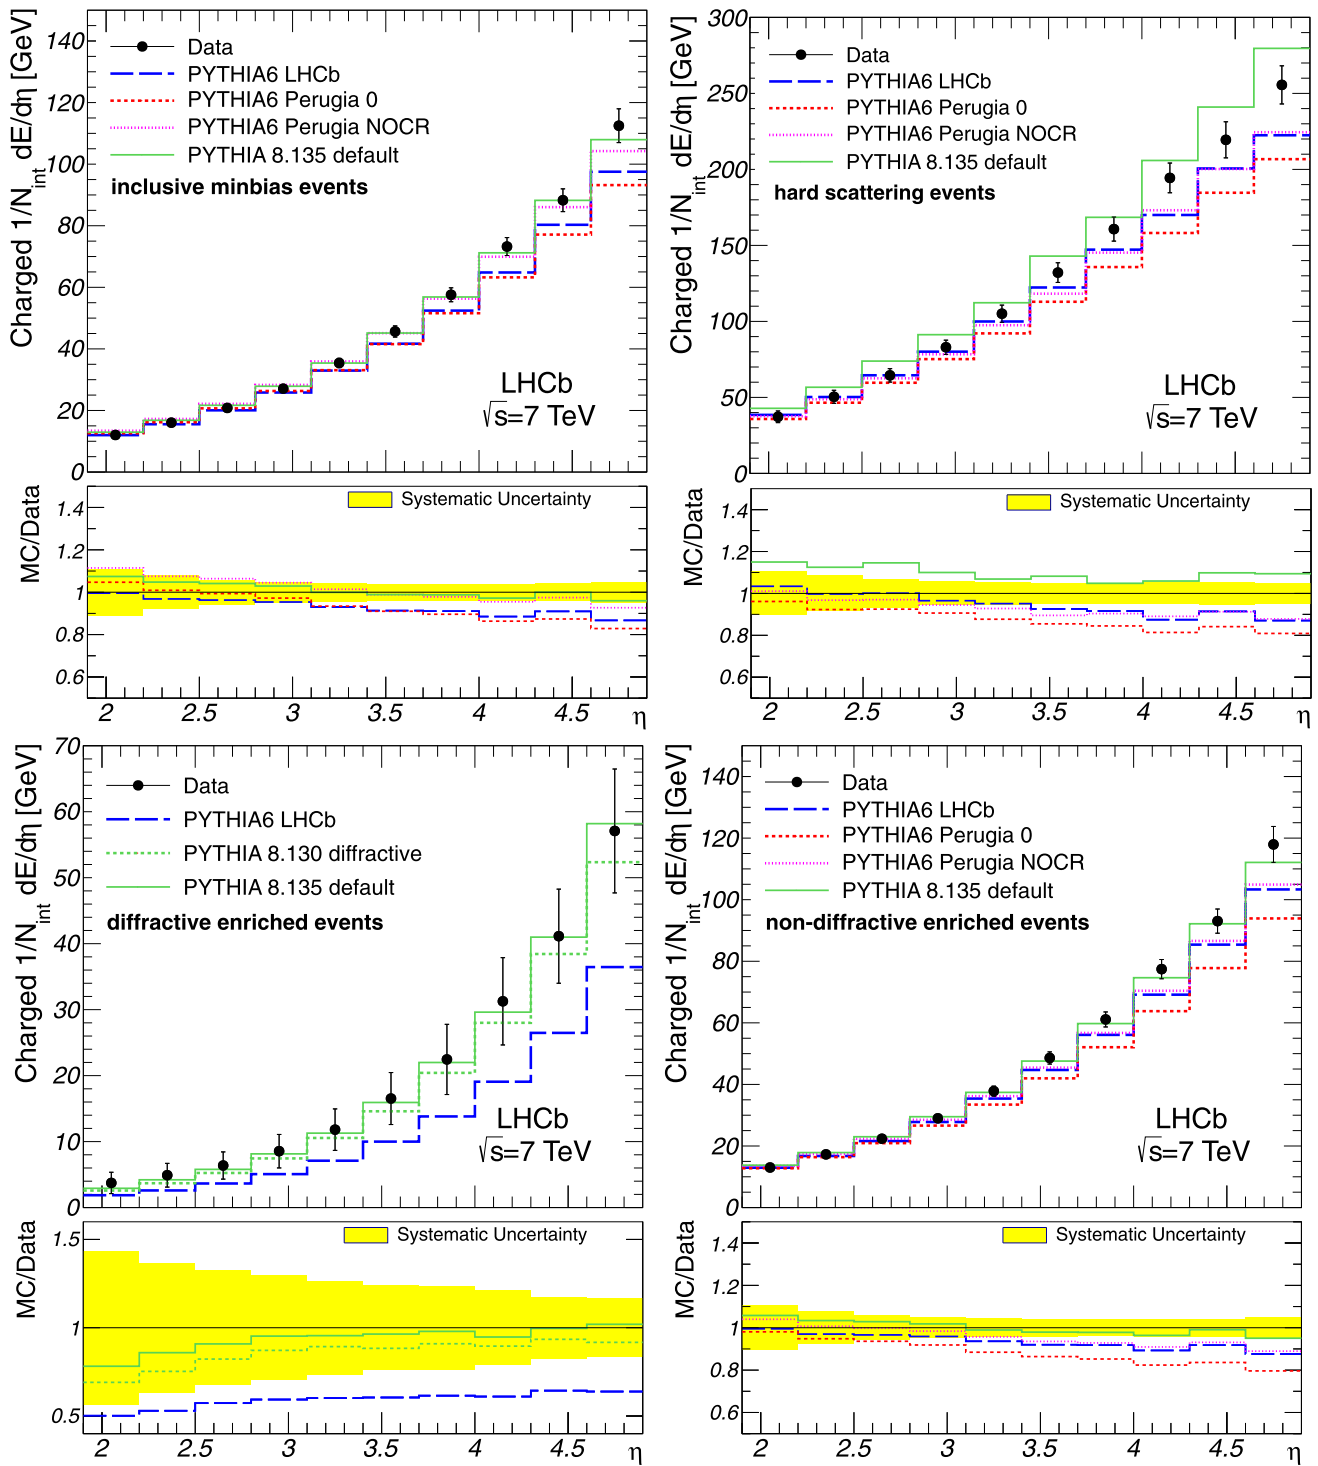 Charged 1/N_int dE/dη [GeV]
140
120
100
80
60
40
20
0
Data
PYTHIA6 LHCb
PYTHIA6 Perugia 0
PYTHIA6 Perugia NOCR
PYTHIA 8.135 default
inclusive minbias events
LHCb
√s=7 TeV
MC/Data
1.4
1.2
1
0.8
0.6
Systematic Uncertainty
2 2.5 3 3.5 4 4.5 η
Charged 1/N_int dE/dη [GeV]
300
250
200
150
100
50
0
Data
PYTHIA6 LHCb
PYTHIA6 Perugia 0
PYTHIA6 Perugia NOCR
PYTHIA 8.135 default
hard scattering events
LHCb
√s=7 TeV
MC/Data
1.4
1.2
1
0.8
0.6
Systematic Uncertainty
2 2.5 3 3.5 4 4.5 η
Charged 1/N_int dE/dη [GeV]
70
60
50
40
30
20
10
0
Data
PYTHIA6 LHCb
PYTHIA 8.130 diffractive
PYTHIA 8.135 default
diffractive enriched events
LHCb
√s=7 TeV
MC/Data
1.5
1
0.5
Systematic Uncertainty
2 2.5 3 3.5 4 4.5 η
Charged 1/N_int dE/dη [GeV]
140
120
100
80
60
40
20
0
Data
PYTHIA6 LHCb
PYTHIA6 Perugia 0
PYTHIA6 Perugia NOCR
PYTHIA 8.135 default
non-diffractive enriched events
LHCb
√s=7 TeV
MC/Data
1.4
1.2
1
0.8
0.6
Systematic Uncertainty
2 2.5 3 3.5 4 4.5 η